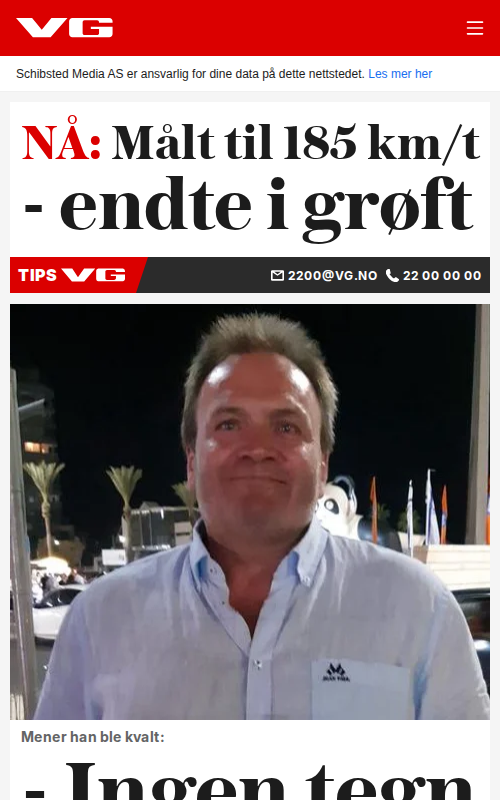 VG
Schibsted Media AS er ansvarlig for dine data på dette nettstedet. Les mer her
NÅ: Målt til 185 km/t
- endte i grøft
TIPS VG 2200@VG.NO 22 00 00 00
Mener han ble kvalt:
- Ingen tegn